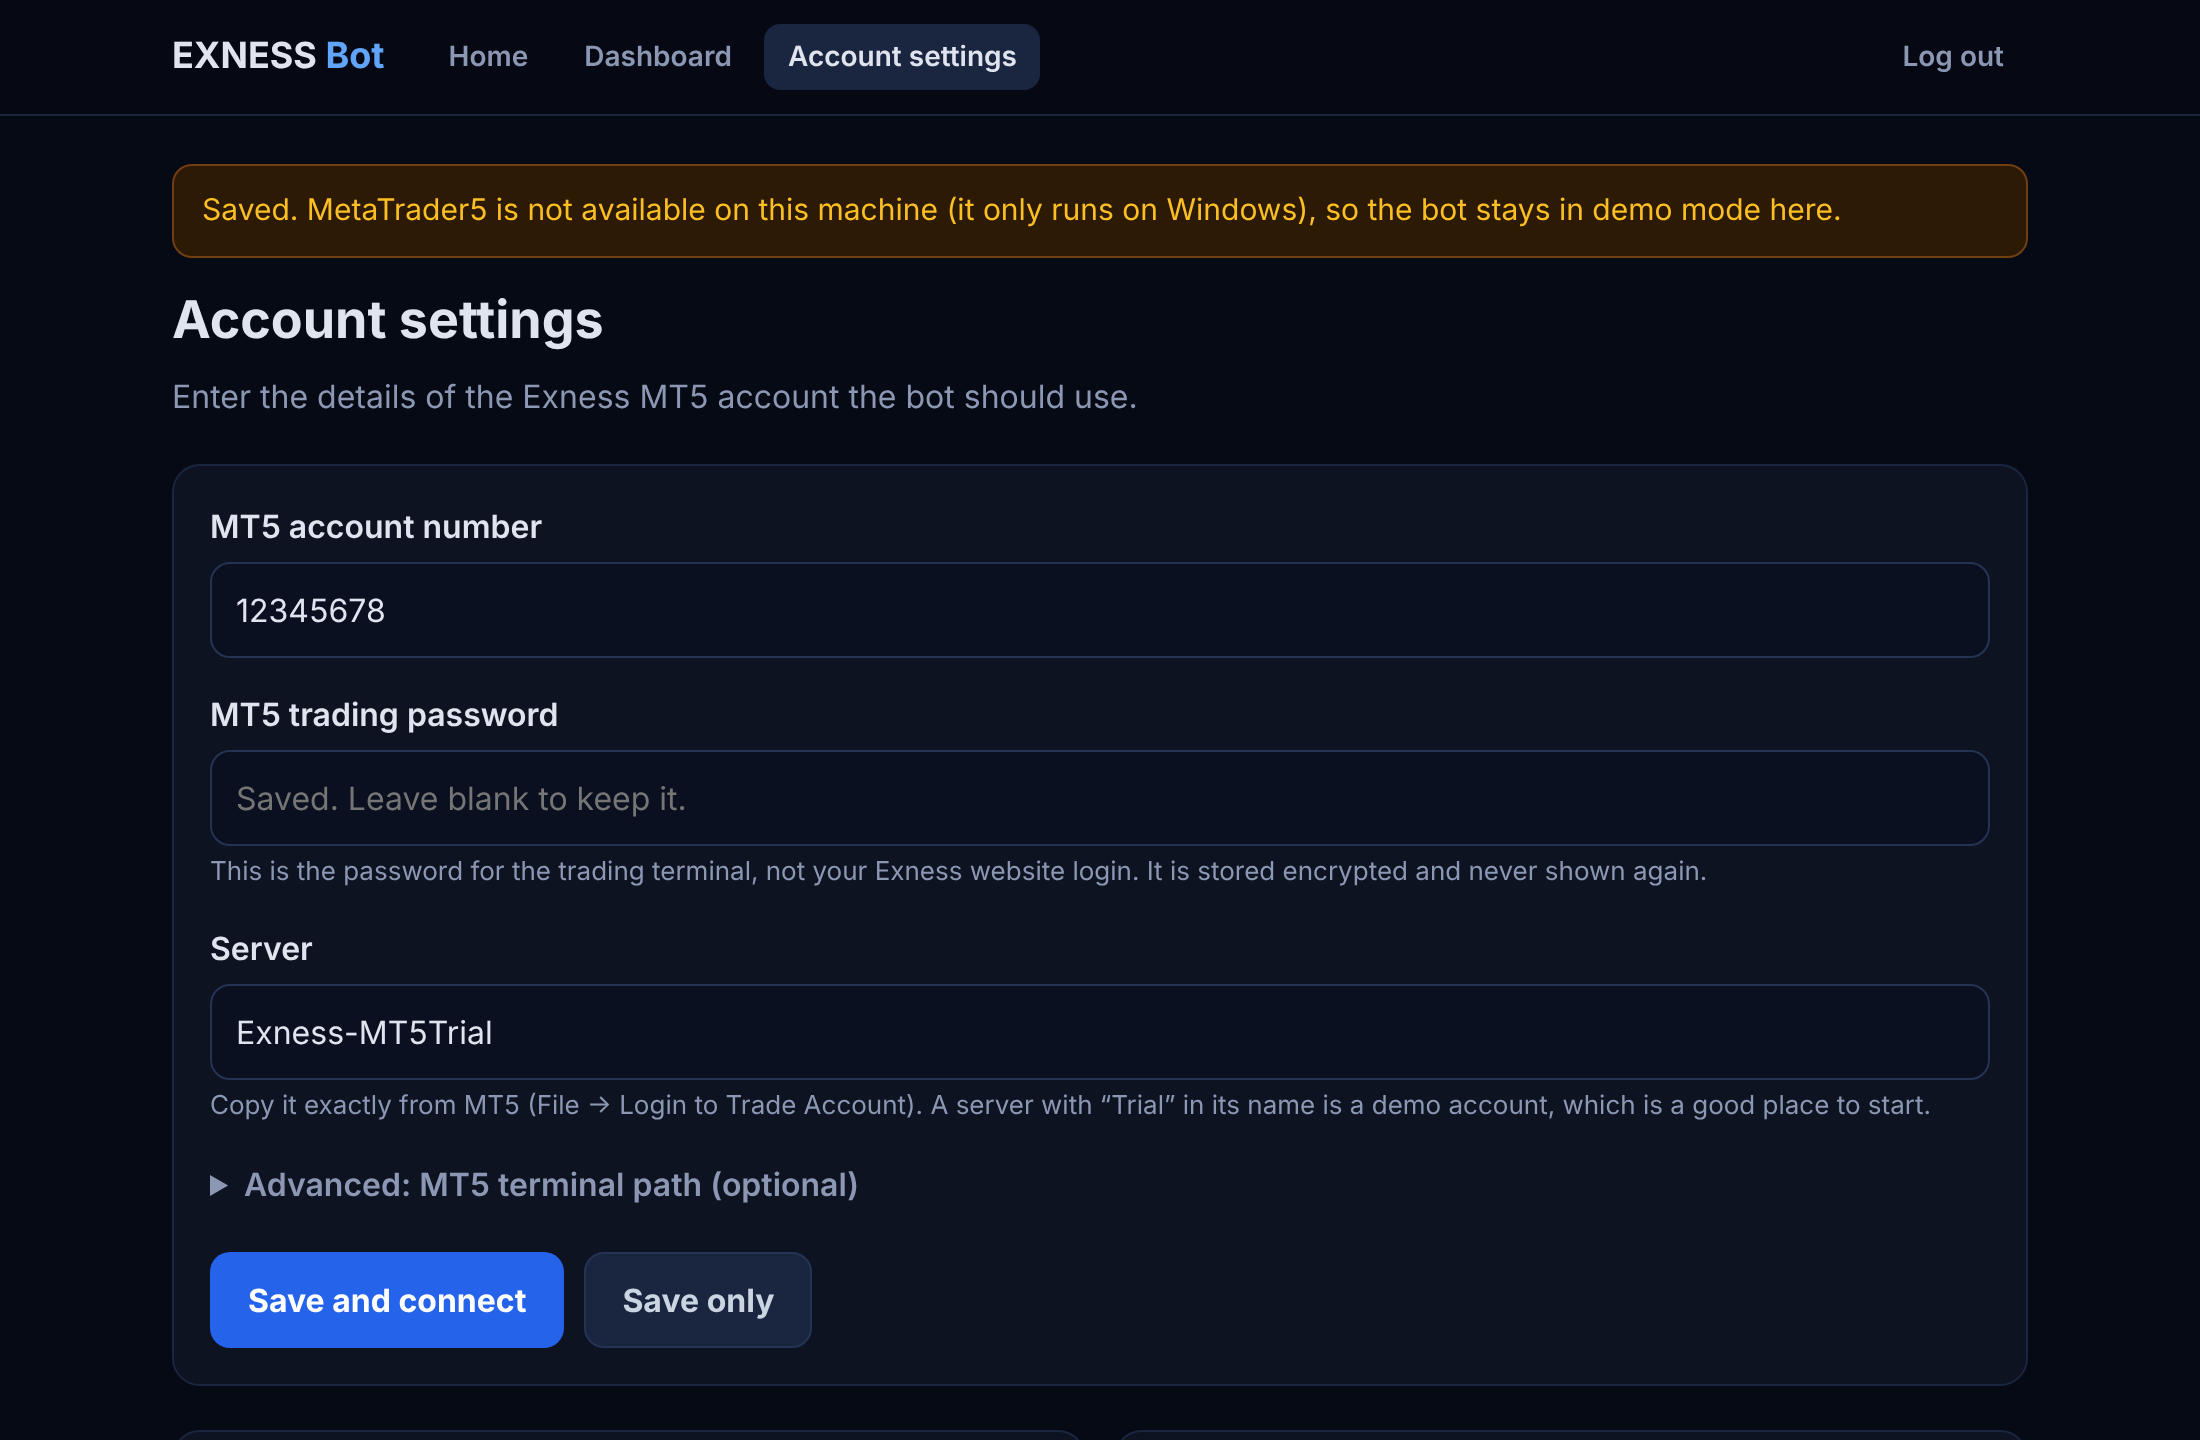 EXNESS Bot
Home
Dashboard
Account settings
Log out
Saved. MetaTrader5 is not available on this machine (it only runs on Windows), so the bot stays in demo mode here.
Account settings
Enter the details of the Exness MT5 account the bot should use.
MT5 account number
12345678
MT5 trading password
Saved. Leave blank to keep it.
This is the password for the trading terminal, not your Exness website login. It is stored encrypted and never shown again.
Server
Exness-MT5Trial
Copy it exactly from MT5 (File → Login to Trade Account). A server with “Trial” in its name is a demo account, which is a good place to start.
Advanced: MT5 terminal path (optional)
Save and connect
Save only